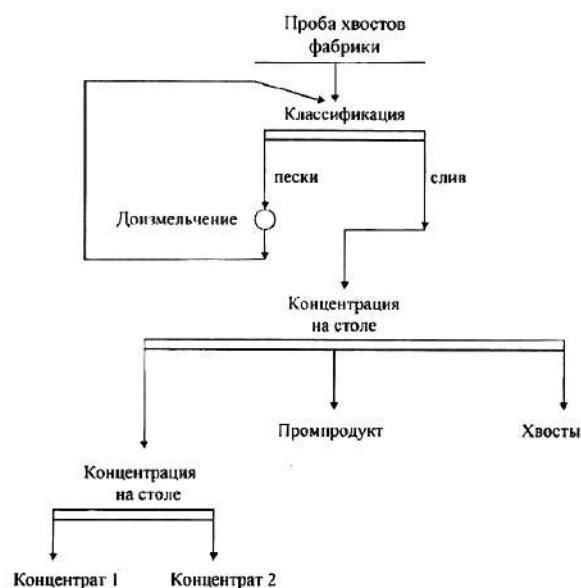 Проба хвостов
фабрики
Классификация
пески
слив
Доизмельчение
Концентрация
на столе
Промпродукт
Хвосты
Концентрация
на столе
Концентрат 1
Концентрат 2